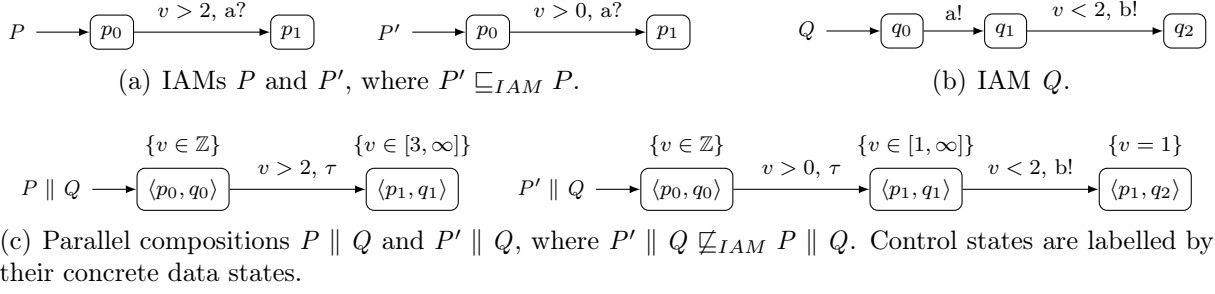 P p₀ v > 2, a? p₁ P′ p₀ v > 0, a? p₁ Q q₀ a! q₁ v < 2, b! q₂
(a) IAMs P and P′, where P′ ⊑_IAM P. (b) IAM Q.
{v ∈ ℤ} {v ∈ [3, ∞]} {v ∈ ℤ} {v ∈ [1, ∞]} {v = 1}
P ∥ Q ⟨p₀, q₀⟩ v > 2, τ ⟨p₁, q₁⟩ P′ ∥ Q ⟨p₀, q₀⟩ v > 0, τ ⟨p₁, q₁⟩ v < 2, b! ⟨p₁, q₂⟩
(c) Parallel compositions P ∥ Q and P′ ∥ Q, where P′ ∥ Q ⋢_IAM P ∥ Q. Control states are labelled by
their concrete data states.